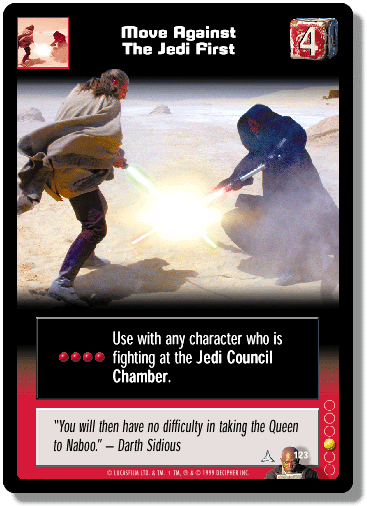 Move Against
The Jedi First
4
Use with any character who is
fighting at the Jedi Council
Chamber.
"You will then have no difficulty in taking the Queen
to Naboo." – Darth Sidious
123
© LUCASFILM LTD. & TM. † TM, ® & © 1999 DECIPHER INC.